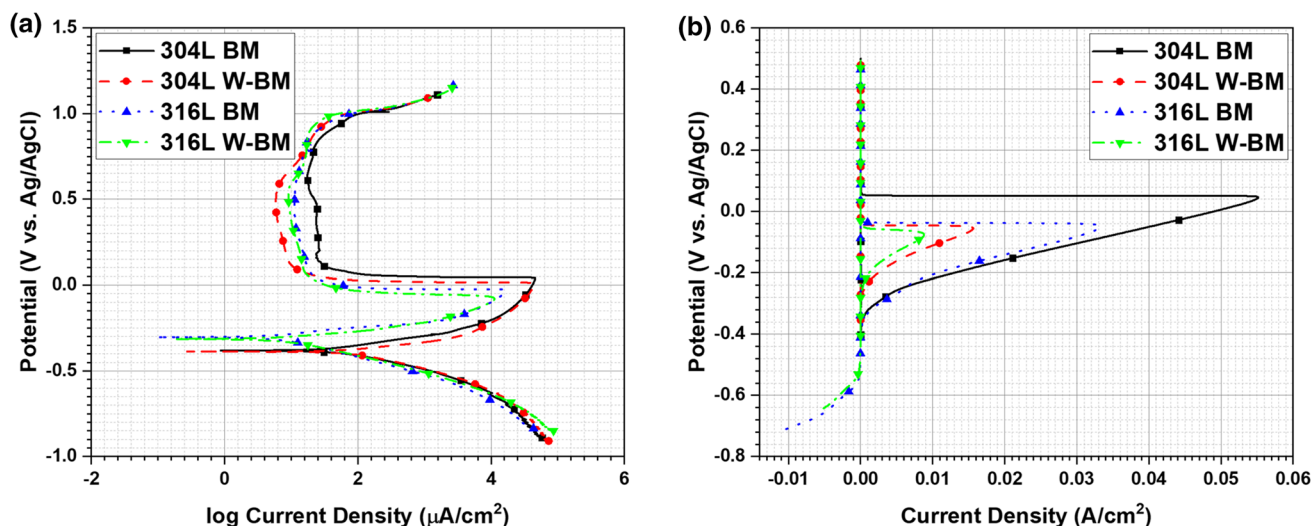 (a)
1.5
1.0
0.5
0.0
-0.5
-1.0
Potential (V vs. Ag/AgCl)
304L BM
304L W-BM
316L BM
316L W-BM
-2 0 2 4 6
log Current Density (μA/cm²)
(b)
0.6
0.4
0.2
0.0
-0.2
-0.4
-0.6
-0.8
Potential (V vs. Ag/AgCl)
304L BM
304L W-BM
316L BM
316L W-BM
-0.01 0.00 0.01 0.02 0.03 0.04 0.05 0.06
Current Density (A/cm²)